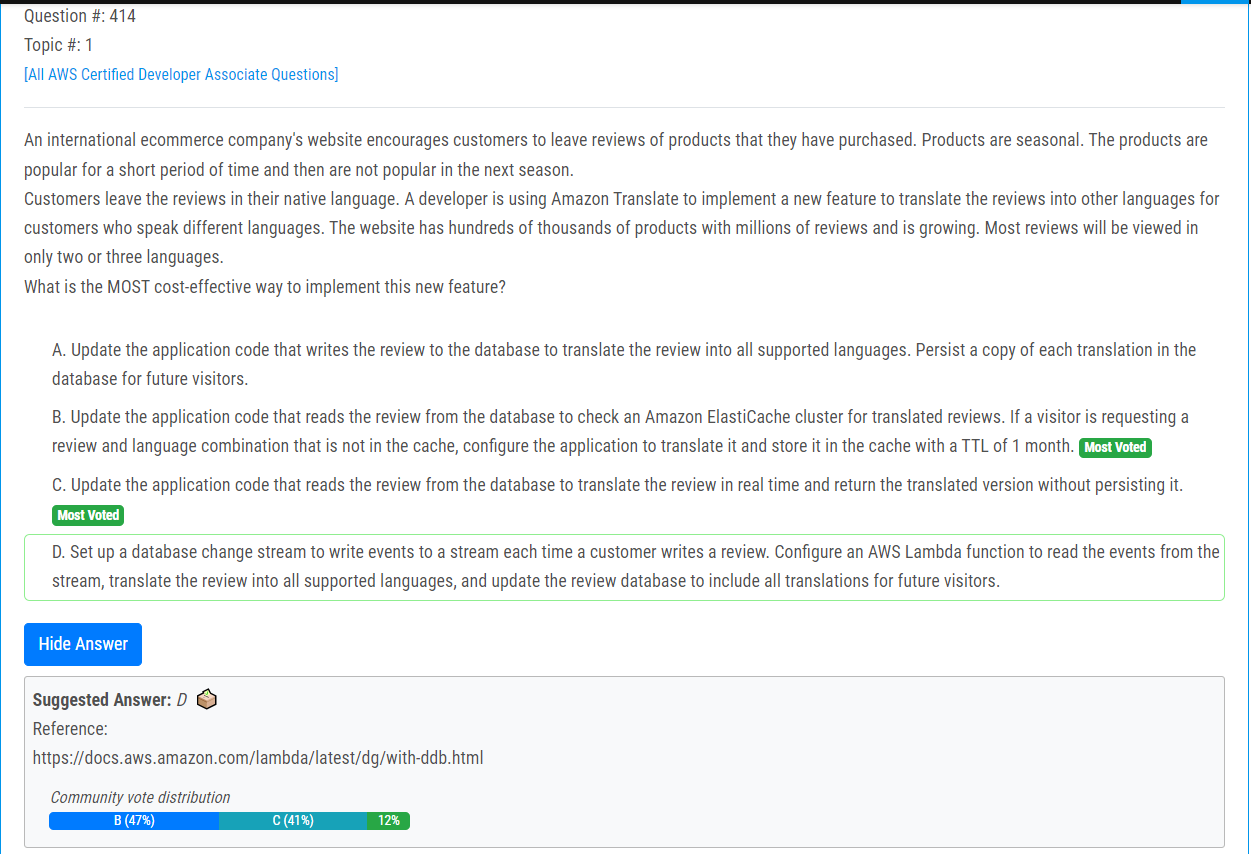 Question #: 414
Topic #: 1
[All AWS Certified Developer Associate Questions]
An international ecommerce company's website encourages customers to leave reviews of products that they have purchased. Products are seasonal. The products are
popular for a short period of time and then are not popular in the next season.
Customers leave the reviews in their native language. A developer is using Amazon Translate to implement a new feature to translate the reviews into other languages for
customers who speak different languages. The website has hundreds of thousands of products with millions of reviews and is growing. Most reviews will be viewed in
only two or three languages.
What is the MOST cost-effective way to implement this new feature?
A. Update the application code that writes the review to the database to translate the review into all supported languages. Persist a copy of each translation in the
database for future visitors.
B. Update the application code that reads the review from the database to check an Amazon ElastiCache cluster for translated reviews. If a visitor is requesting a
review and language combination that is not in the cache, configure the application to translate it and store it in the cache with a TTL of 1 month. Most Voted
C. Update the application code that reads the review from the database to translate the review in real time and return the translated version without persisting it.
Most Voted
D. Set up a database change stream to write events to a stream each time a customer writes a review. Configure an AWS Lambda function to read the events from the
stream, translate the review into all supported languages, and update the review database to include all translations for future visitors.
Hide Answer
Suggested Answer: D
Reference:
https://docs.aws.amazon.com/lambda/latest/dg/with-ddb.html
Community vote distribution
B (47%) C (41%) 12%